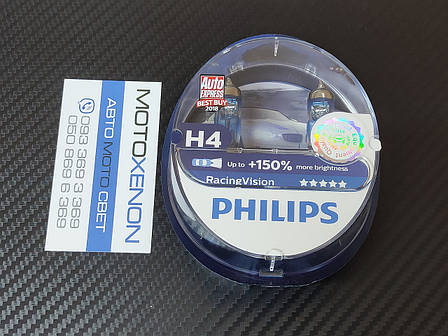 MOTOXENON
АВТО МОТО СВЕТ
093 369 3 369
050 869 6 369
Auto
EXPRESS
BEST BUY
2018
H4
Up to +150% more brightness
RacingVision
PHILIPS